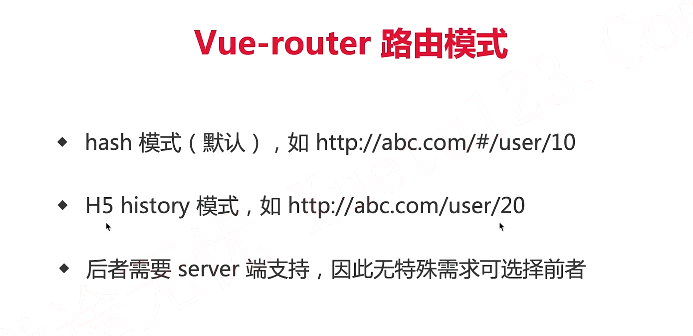 Vue-router 路由模式
hash 模式（默认），如 http://abc.com/#/user/10
H5 history 模式，如 http://abc.com/user/20
后者需要 server 端支持，因此无特殊需求可选择前者